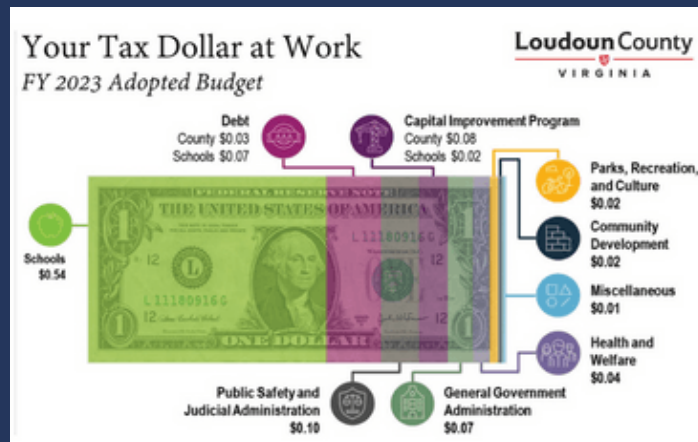 Your Tax Dollar at Work
FY 2023 Adopted Budget
Loudoun County
VIRGINIA
Debt
County $0.03
Schools $0.07
Capital Improvement Program
County $0.08
Schools $0.02
Parks, Recreation,
and Culture
$0.02
Community
Development
$0.02
Miscellaneous
$0.01
Health and
Welfare
$0.04
Schools
$0.54
FEDERAL RESERVE NOTE
THE UNITED STATES OF AMERICA
L 11180916 G
12
12
L
L 11180916 G
12
12
1
1
1
1
ONE DOLLAR
Public Safety and
Judicial Administration
$0.10
General Government
Administration
$0.07